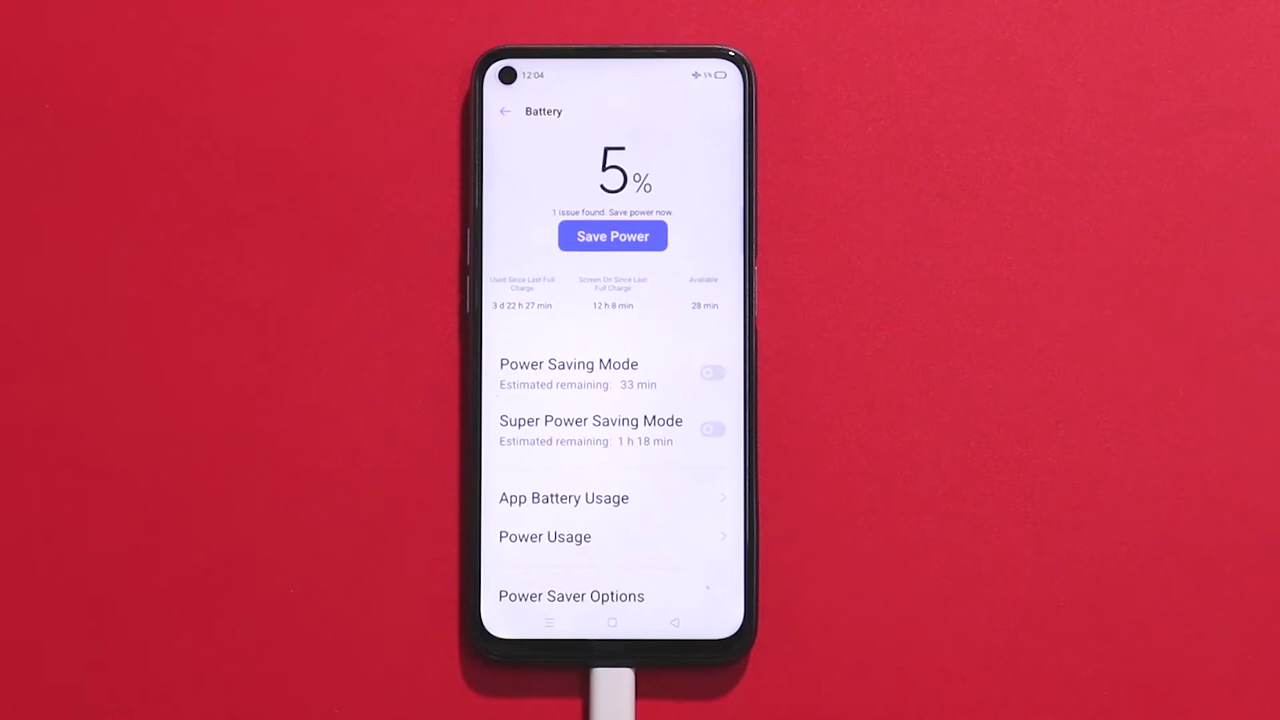 12:04 5%
Battery
5%
1 issue found. Save power now.
Save Power
Used Since Last Full Charge
Screen On Since Last Full Charge
Available
3 d 22 h 27 min
12 h 8 min
28 min
Power Saving Mode
Estimated remaining: 33 min
Super Power Saving Mode
Estimated remaining: 1 h 18 min
App Battery Usage
Power Usage
Power Saver Options